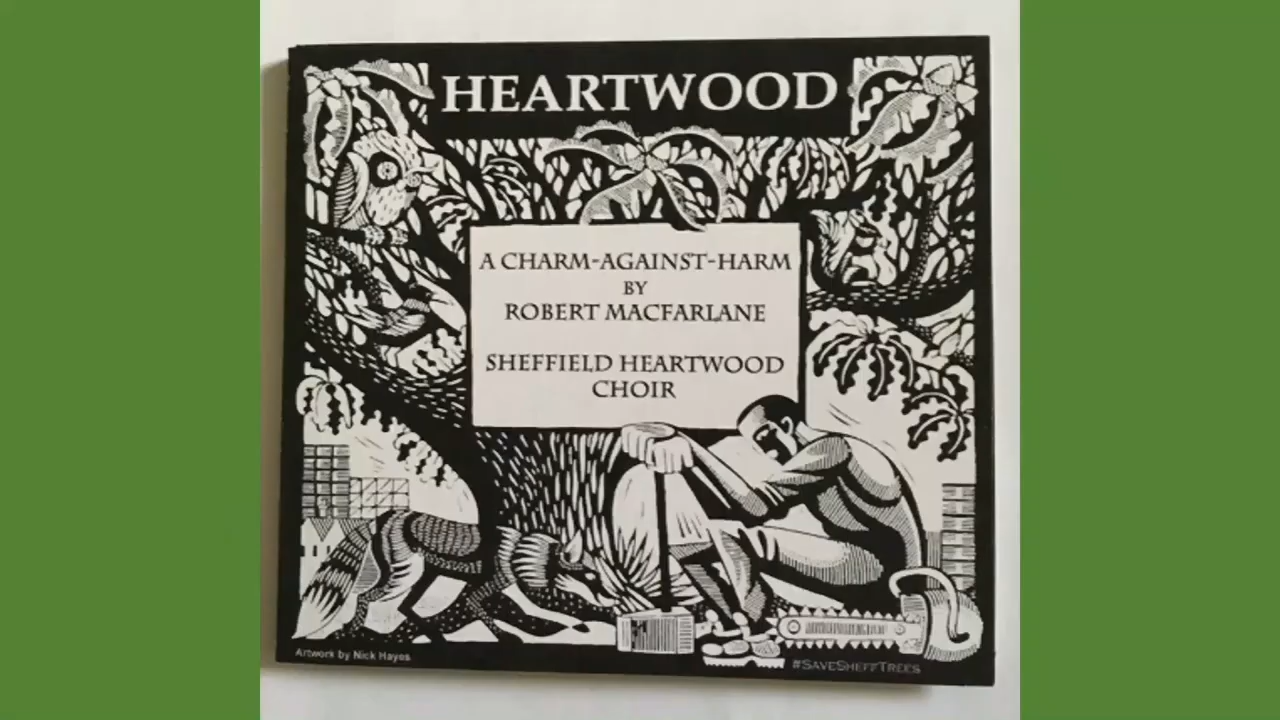 HEARTWOOD
A CHARM-AGAINST-HARM
BY
ROBERT MACFARLANE
SHEFFIELD HEARTWOOD
CHOIR
Artwork by Nick Hayes
#SAVESHEFFTREES